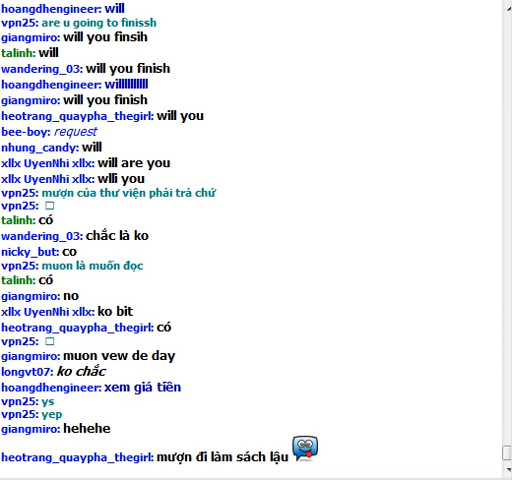 hoangdhengineer: will
vpn25: are u going to finissh
giangmiro: will you finsih
talinh: will
wandering_03: will you finish
hoangdhengineer: willlllllllll
giangmiro: will you finish
heotrang_quaypha_thegirl: will you
bee-boy: request
nhung_candy: will
xllx UyenNhi xllx: will are you
xllx UyenNhi xllx: wlli you
vpn25: mượn của thư viện phải trả chứ
vpn25: □
talinh: có
wandering_03: chắc là ko
nicky_but: co
vpn25: muon là muốn đọc
talinh: có
giangmiro: no
xllx UyenNhi xllx: ko bit
heotrang_quaypha_thegirl: có
vpn25: □
giangmiro: muon vew de day
longvt07: ko chắc
hoangdhengineer: xem giá tiền
vpn25: ys
vpn25: yep
giangmiro: hehehe
heotrang_quaypha_thegirl: mượn đi làm sách lậu